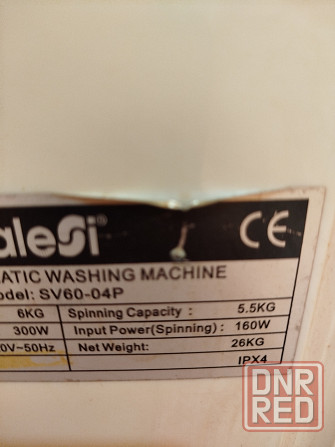 aleSi® CE
ATIC WASHING MACHINE
odel: SV60-04P
6KG Spinning Capacity : 5.5KG
300W Input Power(Spinning) : 160W
0V~50Hz Net Weight: 26KG
IPX4
DNR
RED